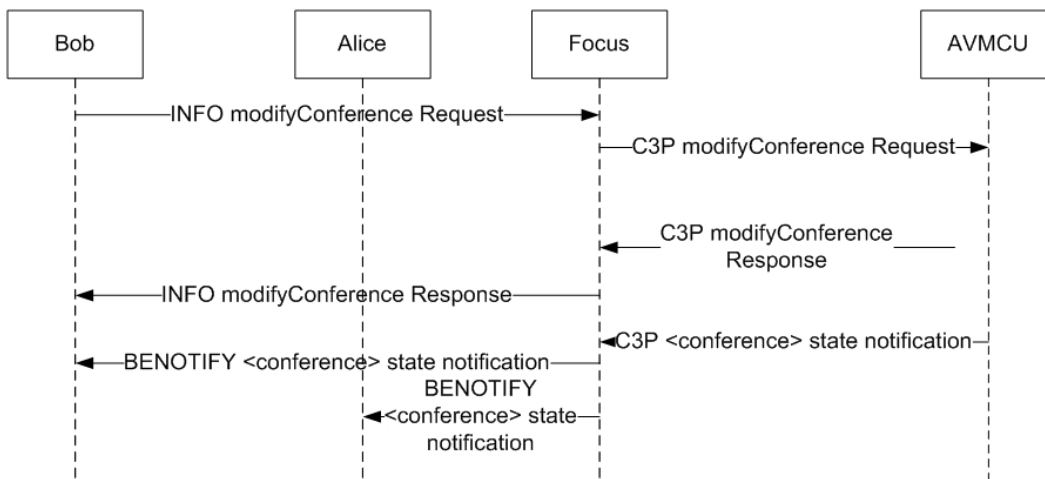 Bob
Alice
Focus
AVMCU
INFO modifyConference Request
C3P modifyConference Request
C3P modifyConference
Response
INFO modifyConference Response
C3P <conference> state notification
BENOTIFY <conference> state notification
BENOTIFY
<conference> state
notification